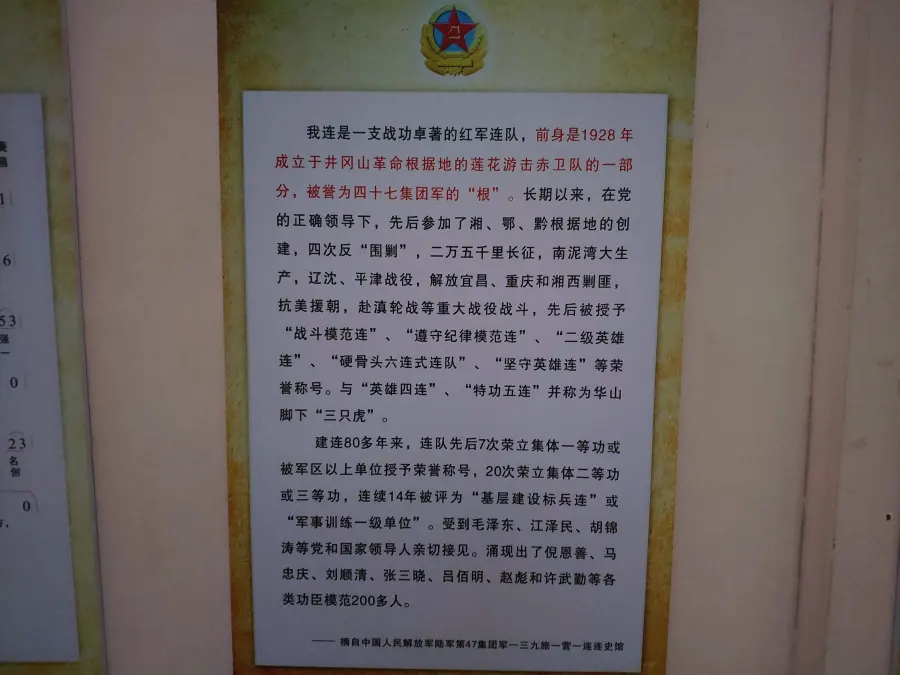 我连是一支战功卓著的红军连队，前身是1928 年
成立于井冈山革命根据地的莲花游击赤卫队的一部
分，被誉为四十七集团军的“根”。长期以来，在党
的正确领导下，先后参加了湘、鄂、黔根据地的创
建，四次反“围剿”，二万五千里长征，南泥湾大生
产，辽沈、平津战役，解放宜昌、重庆和湘西剿匪，
抗美援朝，赴滇轮战等重大战役战斗，先后被授予
“战斗模范连”、“遵守纪律模范连”、“二级英雄
连”、“硬骨头六连式连队”、“坚守英雄连”等荣
誉称号。与“英雄四连”、“特功五连”并称为华山
脚下“三只虎”。
建连80多年来，连队先后7次荣立集体一等功或
被军区以上单位授予荣誉称号，20次荣立集体二等功
或三等功，连续14年被评为“基层建设标兵连”或
“军事训练一级单位”。受到毛泽东、江泽民、胡锦
涛等党和国家领导人亲切接见。涌现出了倪恩善、马
忠庆、刘顺清、张三晓、吕佰明、赵彪和许武勤等各
类功臣模范200多人。
—— 摘自中国人民解放军陆军第47集团军一三九旅一营一连连史馆
1
6
53
强
一
0
23
名
创
0